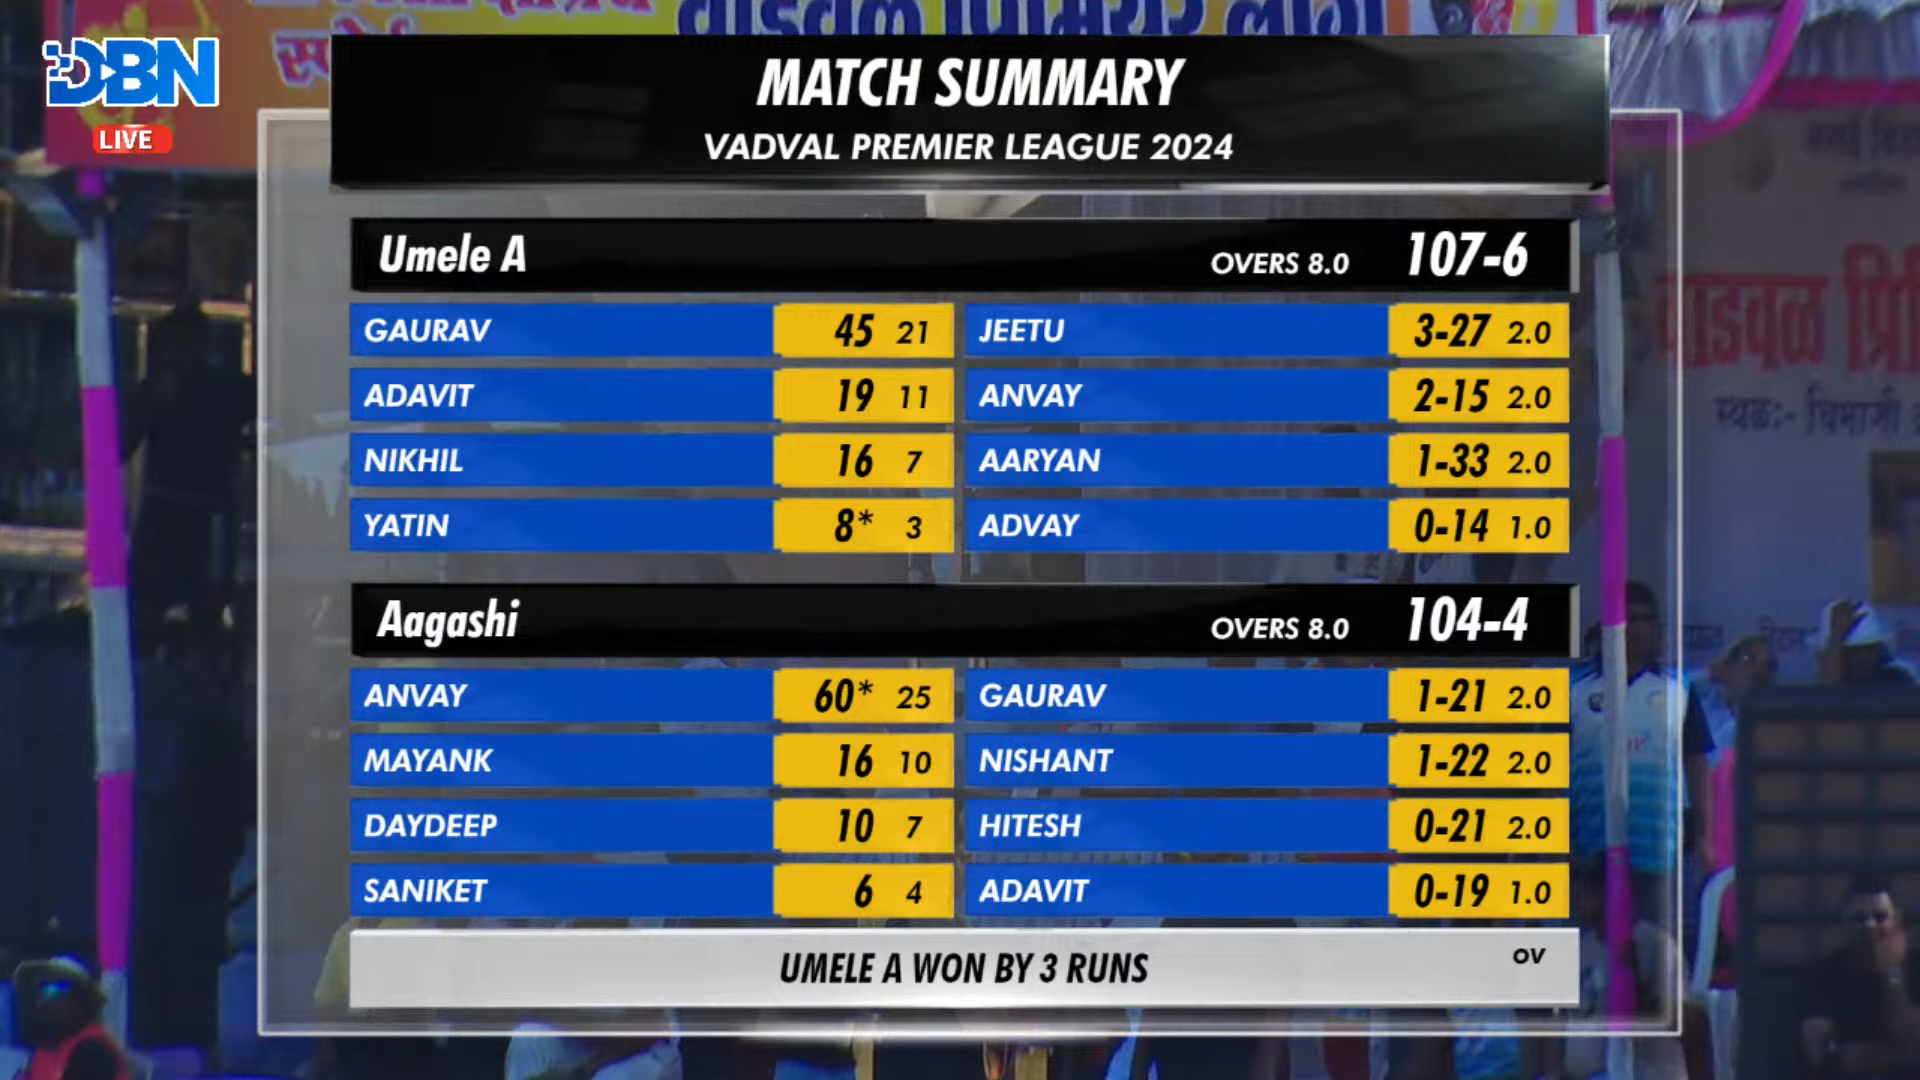 वाडवळ प्रिमियर लीग
DBN
LIVE
MATCH SUMMARY
VADVAL PREMIER LEAGUE 2024
Umele A OVERS 8.0 107-6
GAURAV 45 21 JEETU 3-27 2.0
ADAVIT 19 11 ANVAY 2-15 2.0
NIKHIL 16 7 AARYAN 1-33 2.0
YATIN 8* 3 ADVAY 0-14 1.0
Aagashi OVERS 8.0 104-4
ANVAY 60* 25 GAURAV 1-21 2.0
MAYANK 16 10 NISHANT 1-22 2.0
DAYDEEP 10 7 HITESH 0-21 2.0
SANIKET 6 4 ADAVIT 0-19 1.0
UMELE A WON BY 3 RUNS OV
वाडवळ
स्थळ:- चिमाजी